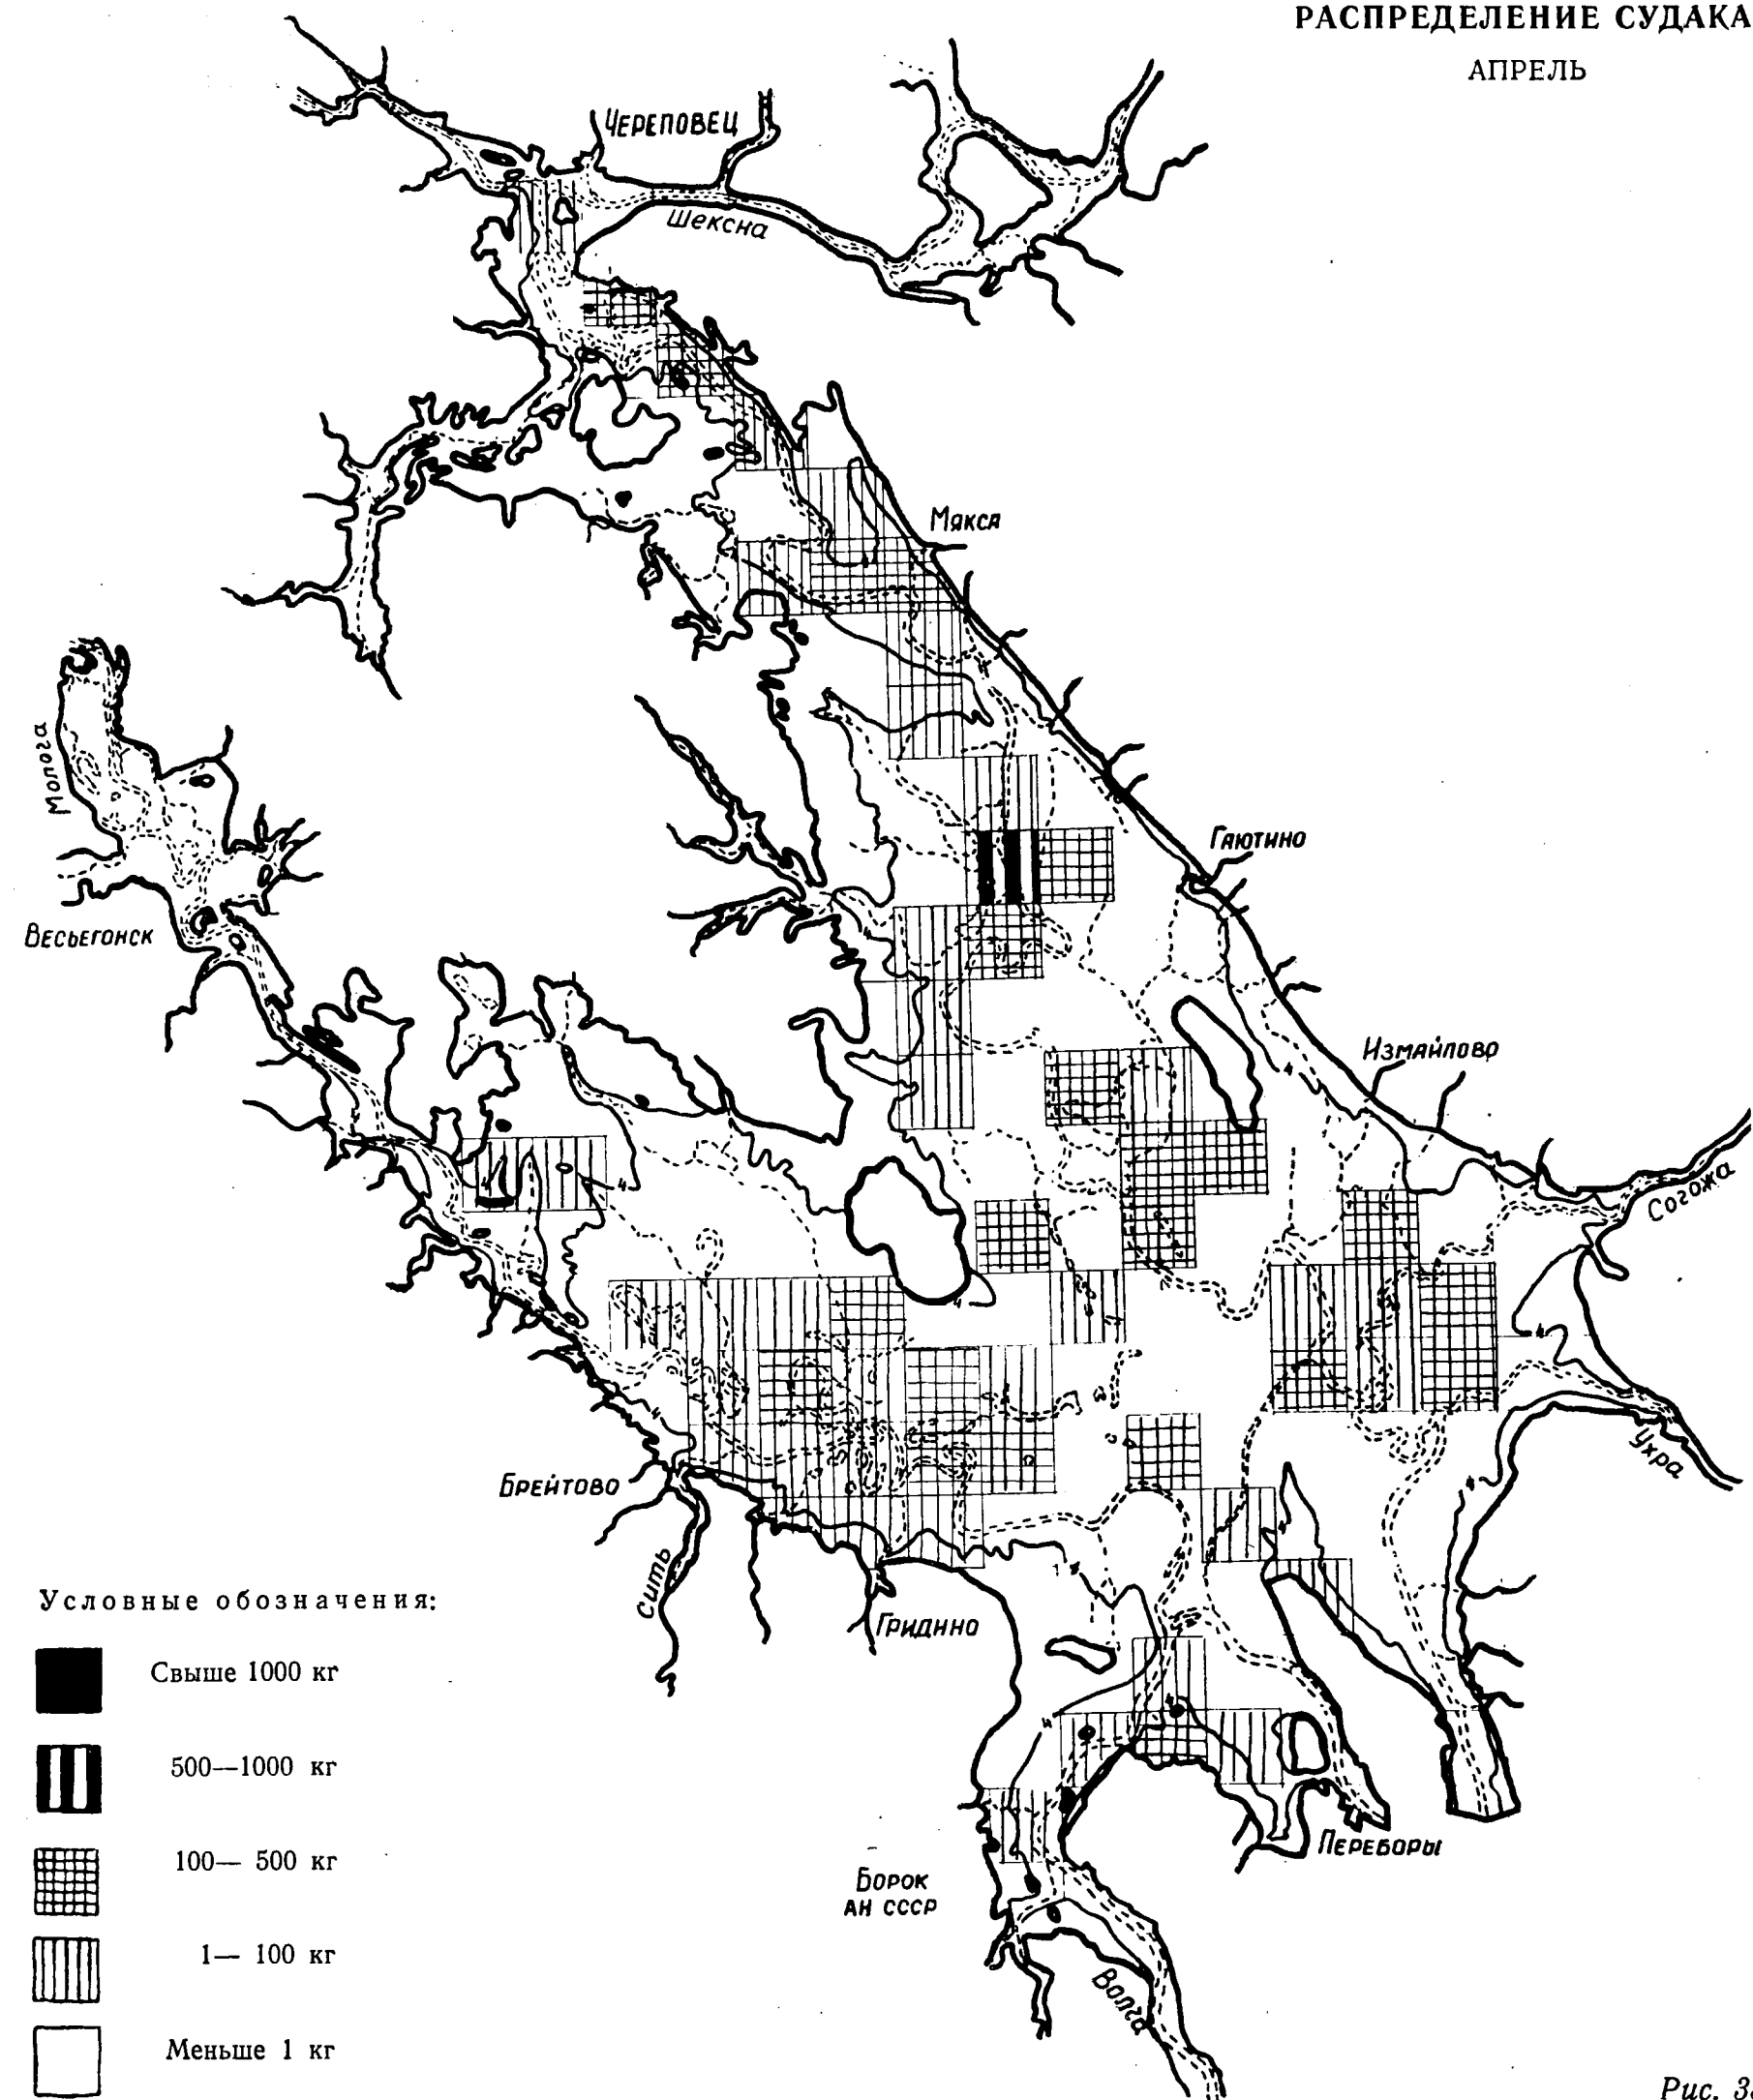 РАСПРЕДЕЛЕНИЕ СУДАКА
АПРЕЛЬ
ЧЕРЕПОВЕЦ
Шексна
Мякса
Молога
Гаютино
Весьегонск
Измайлово
Согожа
Ухра
Брейтово
Сить
Гридино
Переборы
Борок
АН СССР
Волга
Условные обозначения:
Свыше 1000 кг
500—1000 кг
100— 500 кг
1— 100 кг
Меньше 1 кг